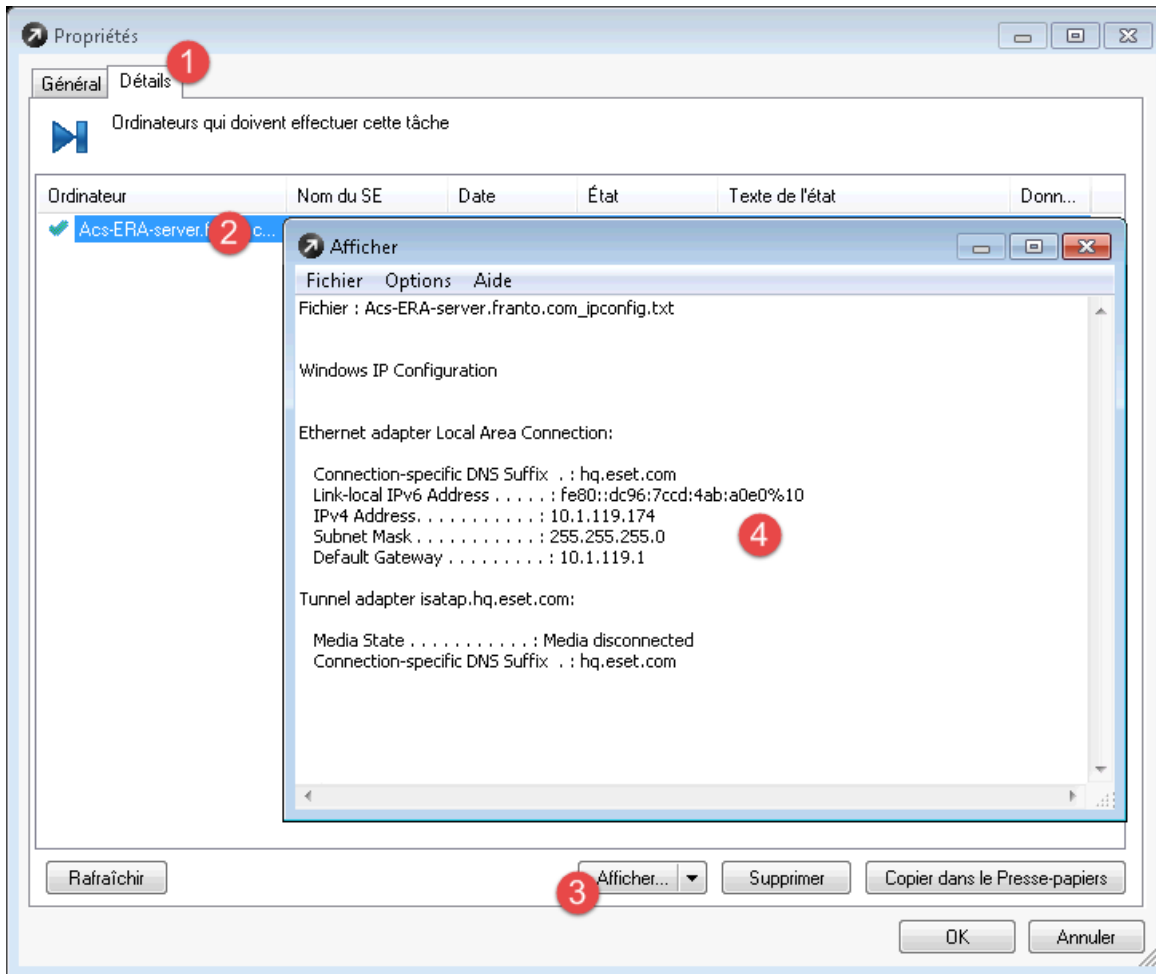 Propriétés
1
Général Détails
Ordinateurs qui doivent effectuer cette tâche
Ordinateur Nom du SE Date État Texte de l'état Donn...
Acs-ERA-server.f 2 c...
Afficher
Fichier Options Aide
Fichier : Acs-ERA-server.franto.com_ipconfig.txt
Windows IP Configuration
Ethernet adapter Local Area Connection:
Connection-specific DNS Suffix . : hq.eset.com
Link-local IPv6 Address . . . . . : fe80::dc96:7ccd:4ab:a0e0%10
IPv4 Address. . . . . . . . . . . : 10.1.119.174
Subnet Mask . . . . . . . . . . . : 255.255.255.0
4
Default Gateway . . . . . . . . . : 10.1.119.1
Tunnel adapter isatap.hq.eset.com:
Media State . . . . . . . . . . . : Media disconnected
Connection-specific DNS Suffix . : hq.eset.com
Rafraîchir Afficher... Supprimer Copier dans le Presse-papiers
3
OK Annuler